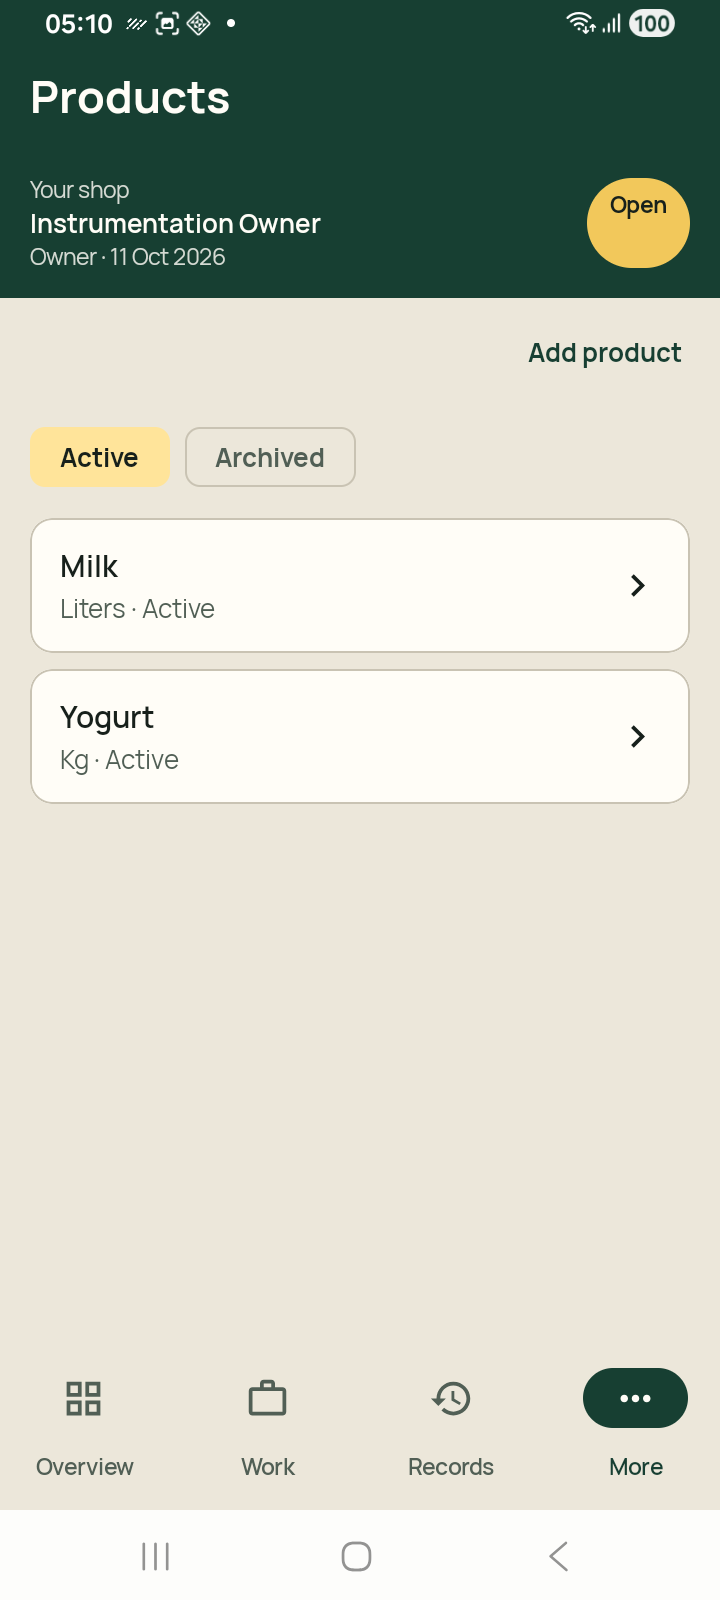 05:10
100
Products
Your shop
Instrumentation Owner
Owner · 11 Oct 2026
Open
Add product
Active
Archived
Milk
Liters · Active
Yogurt
Kg · Active
Overview
Work
Records
More